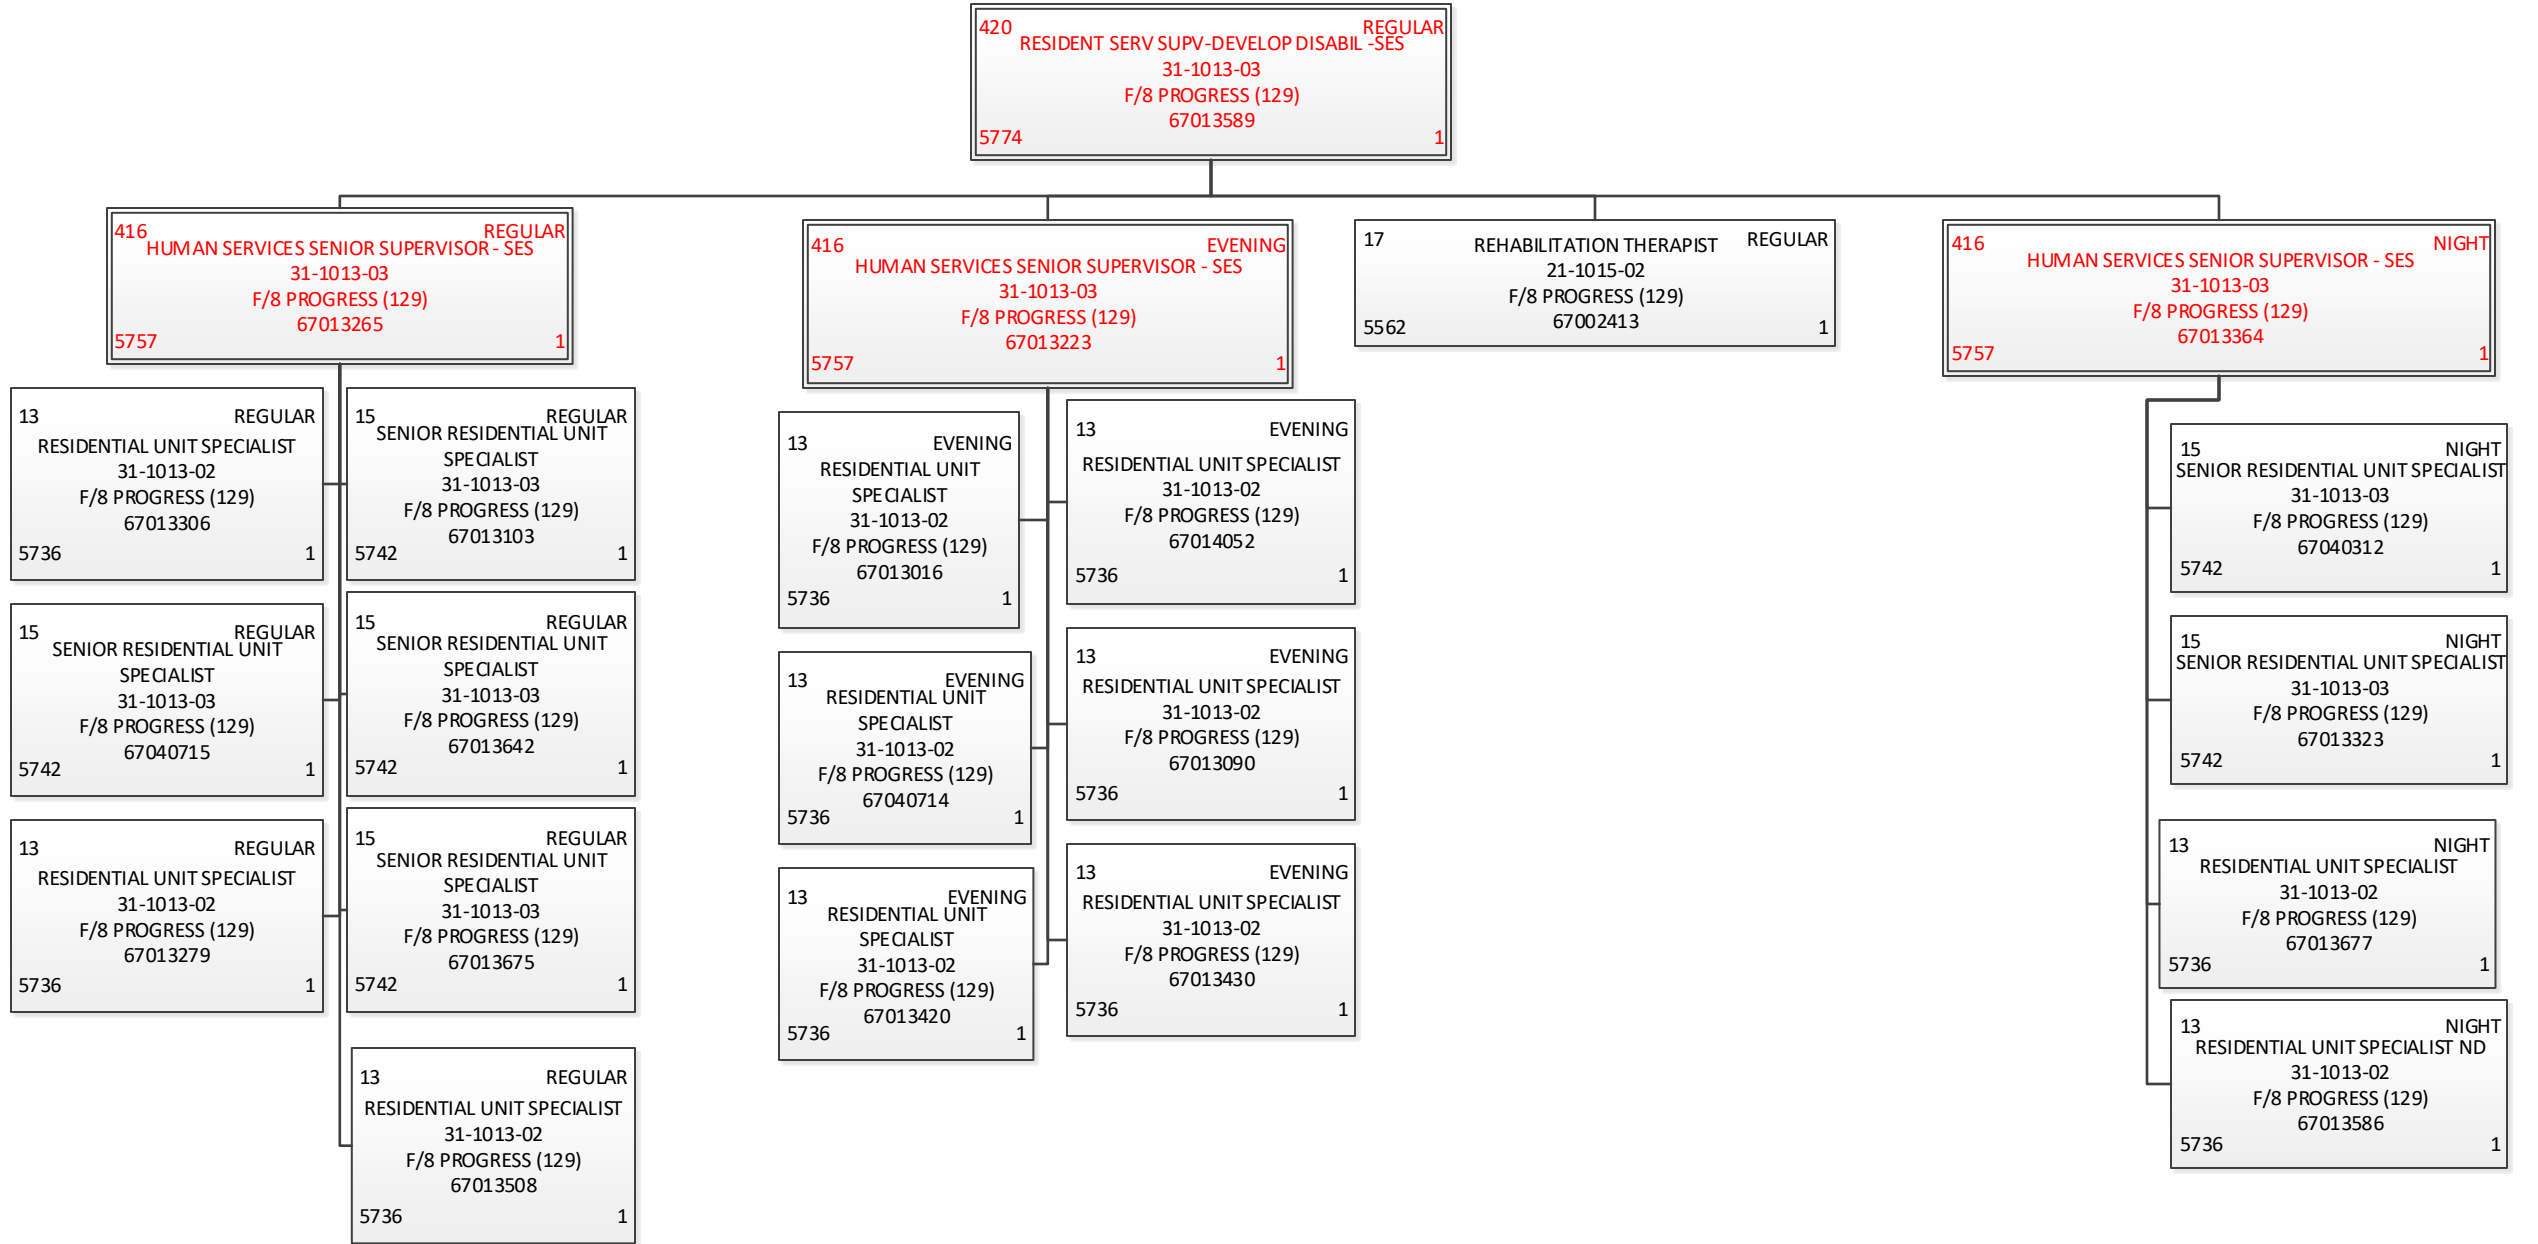 420 REGULAR
RESIDENT SERV SUPV-DEVELOP DISABIL -SES
31-1013-03
F/8 PROGRESS (129)
67013589
5774 1
416 REGULAR
HUMAN SERVICES SENIOR SUPERVISOR - SES
31-1013-03
F/8 PROGRESS (129)
67013265
5757 1
416 EVENING
HUMAN SERVICES SENIOR SUPERVISOR - SES
31-1013-03
F/8 PROGRESS (129)
67013223
5757 1
17 REGULAR
REHABILITATION THERAPIST
21-1015-02
F/8 PROGRESS (129)
67002413
5562 1
416 NIGHT
HUMAN SERVICES SENIOR SUPERVISOR - SES
31-1013-03
F/8 PROGRESS (129)
67013364
5757 1
13 REGULAR
RESIDENTIAL UNIT SPECIALIST
31-1013-02
F/8 PROGRESS (129)
67013306
5736 1
15 REGULAR
SENIOR RESIDENTIAL UNIT
SPECIALIST
31-1013-03
F/8 PROGRESS (129)
67013103
5742 1
15 REGULAR
SENIOR RESIDENTIAL UNIT
SPECIALIST
31-1013-03
F/8 PROGRESS (129)
67040715
5742 1
15 REGULAR
SENIOR RESIDENTIAL UNIT
SPECIALIST
31-1013-03
F/8 PROGRESS (129)
67013642
5742 1
13 REGULAR
RESIDENTIAL UNIT SPECIALIST
31-1013-02
F/8 PROGRESS (129)
67013279
5736 1
15 REGULAR
SENIOR RESIDENTIAL UNIT
SPECIALIST
31-1013-03
F/8 PROGRESS (129)
67013675
5742 1
13 REGULAR
RESIDENTIAL UNIT SPECIALIST
31-1013-02
F/8 PROGRESS (129)
67013508
5736 1
13 EVENING
RESIDENTIAL UNIT
SPECIALIST
31-1013-02
F/8 PROGRESS (129)
67013016
5736 1
13 EVENING
RESIDENTIAL UNIT SPECIALIST
31-1013-02
F/8 PROGRESS (129)
67014052
5736 1
13 EVENING
RESIDENTIAL UNIT
SPECIALIST
31-1013-02
F/8 PROGRESS (129)
67040714
5736 1
13 EVENING
RESIDENTIAL UNIT SPECIALIST
31-1013-02
F/8 PROGRESS (129)
67013090
5736 1
13 EVENING
RESIDENTIAL UNIT
SPECIALIST
31-1013-02
F/8 PROGRESS (129)
67013420
5736 1
13 EVENING
RESIDENTIAL UNIT SPECIALIST
31-1013-02
F/8 PROGRESS (129)
67013430
5736 1
15 NIGHT
SENIOR RESIDENTIAL UNIT SPECIALIST
31-1013-03
F/8 PROGRESS (129)
67040312
5742 1
15 NIGHT
SENIOR RESIDENTIAL UNIT SPECIALIST
31-1013-03
F/8 PROGRESS (129)
67013323
5742 1
13 NIGHT
RESIDENTIAL UNIT SPECIALIST
31-1013-02
F/8 PROGRESS (129)
67013677
5736 1
13 NIGHT
RESIDENTIAL UNIT SPECIALIST ND
31-1013-02
F/8 PROGRESS (129)
67013586
5736 1